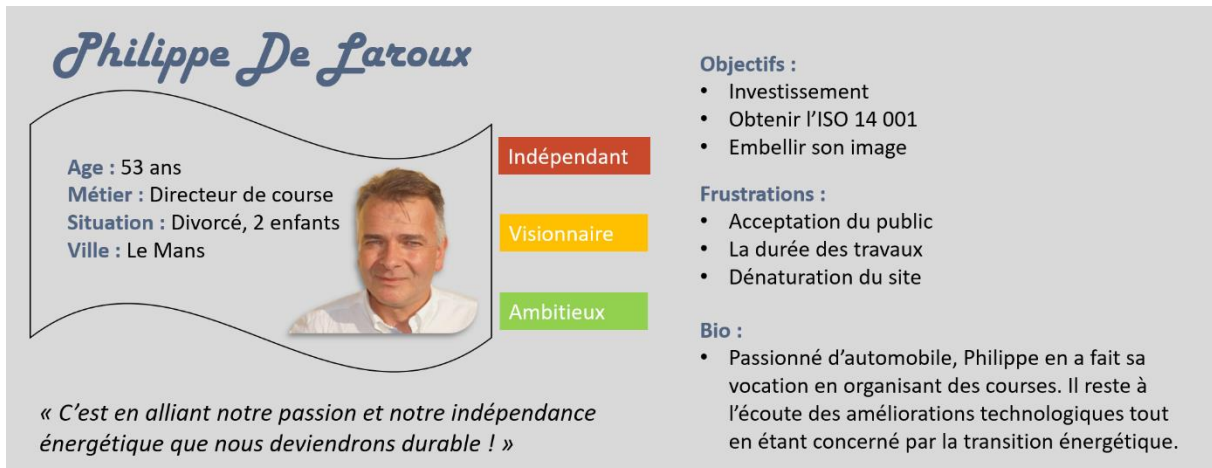 Philippe De Laroux
Age : 53 ans
Métier : Directeur de course
Situation : Divorcé, 2 enfants
Ville : Le Mans
Indépendant
Visionnaire
Ambitieux
« C’est en alliant notre passion et notre indépendance
énergétique que nous deviendrons durable ! »
Objectifs :
• Investissement
• Obtenir l’ISO 14 001
• Embellir son image
Frustrations :
• Acceptation du public
• La durée des travaux
• Dénaturation du site
Bio :
• Passionné d’automobile, Philippe en a fait sa
vocation en organisant des courses. Il reste à
l’écoute des améliorations technologiques tout
en étant concerné par la transition énergétique.